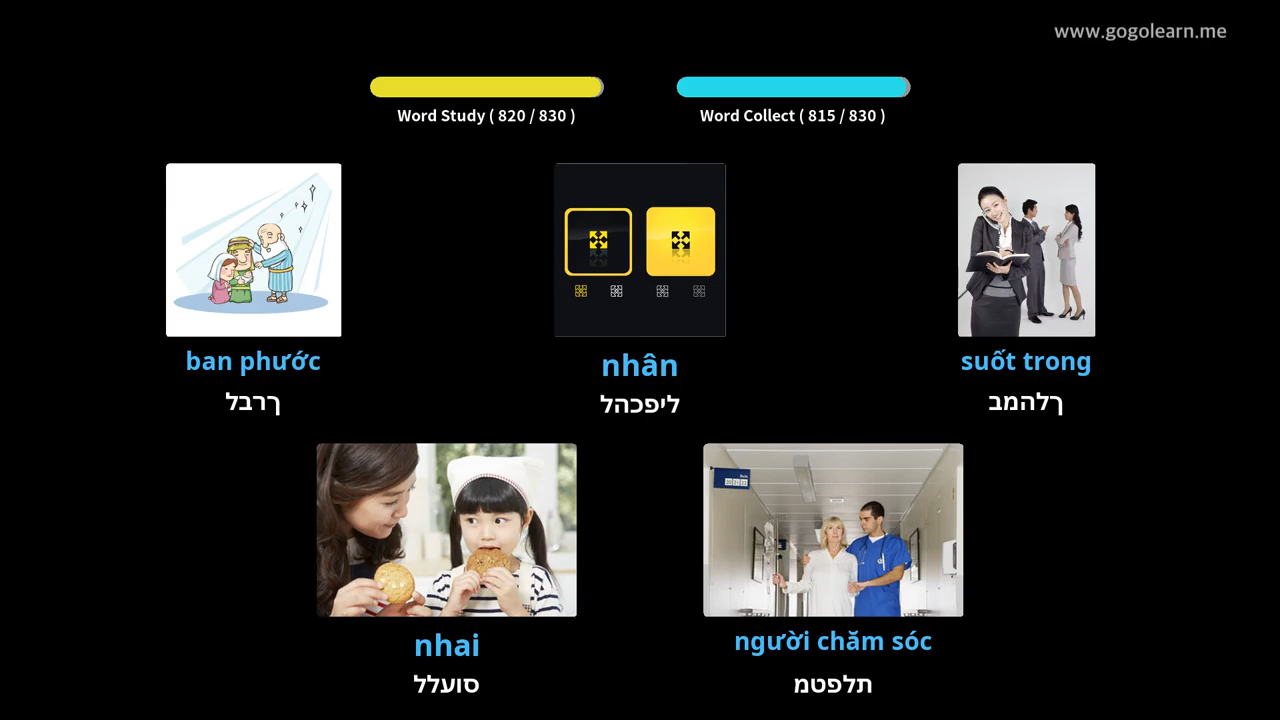 www.gogolearn.me
Word Study ( 820 / 830 )
Word Collect ( 815 / 830 )
ban phước
ךרבל
nhân
ליפכהל
suốt trong
ךלהמב
nhai
סועלל
người chăm sóc
תלפטמ